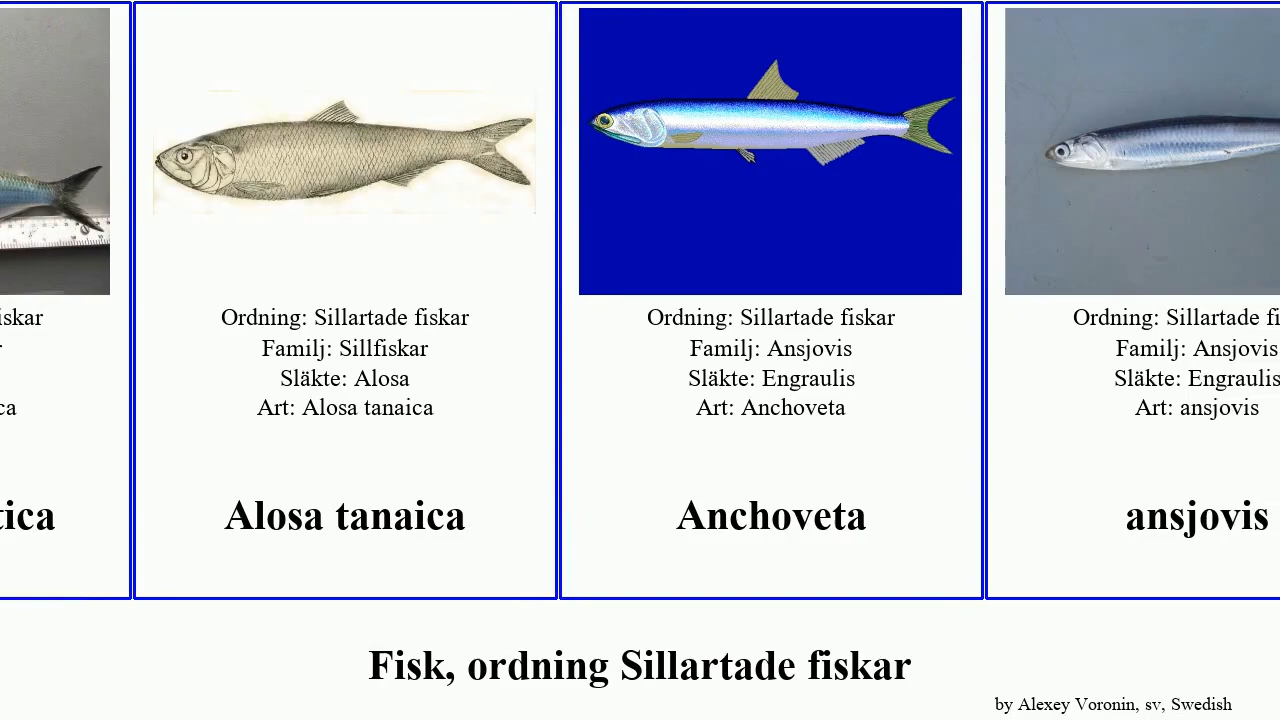 iskar
ca
tica
Ordning: Sillartade fiskar
Familj: Sillfiskar
Släkte: Alosa
Art: Alosa tanaica
Alosa tanaica
Ordning: Sillartade fiskar
Familj: Ansjovis
Släkte: Engraulis
Art: Anchoveta
Anchoveta
Ordning: Sillartade fi
Familj: Ansjovis
Släkte: Engraulis
Art: ansjovis
ansjovis
Fisk, ordning Sillartade fiskar
by Alexey Voronin, sv, Swedish